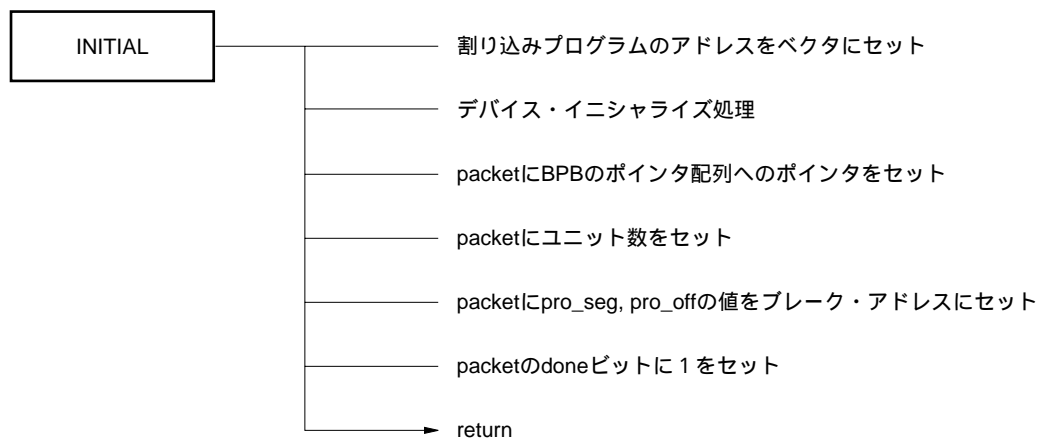 INITIAL
割り込みプログラムのアドレスをベクタにセット
デバイス・イニシャライズ処理
packetにBPBのポインタ配列へのポインタをセット
packetにユニット数をセット
packetにpro_seg, pro_offの値をブレーク・アドレスにセット
packetのdoneビットに１をセット
return